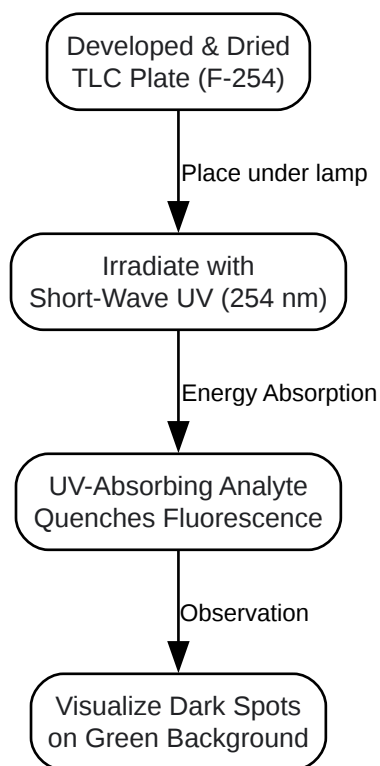 Developed & Dried
TLC Plate (F-254)
Place under lamp
Irradiate with
Short-Wave UV (254 nm)
Energy Absorption
UV-Absorbing Analyte
Quenches Fluorescence
Observation
Visualize Dark Spots
on Green Background